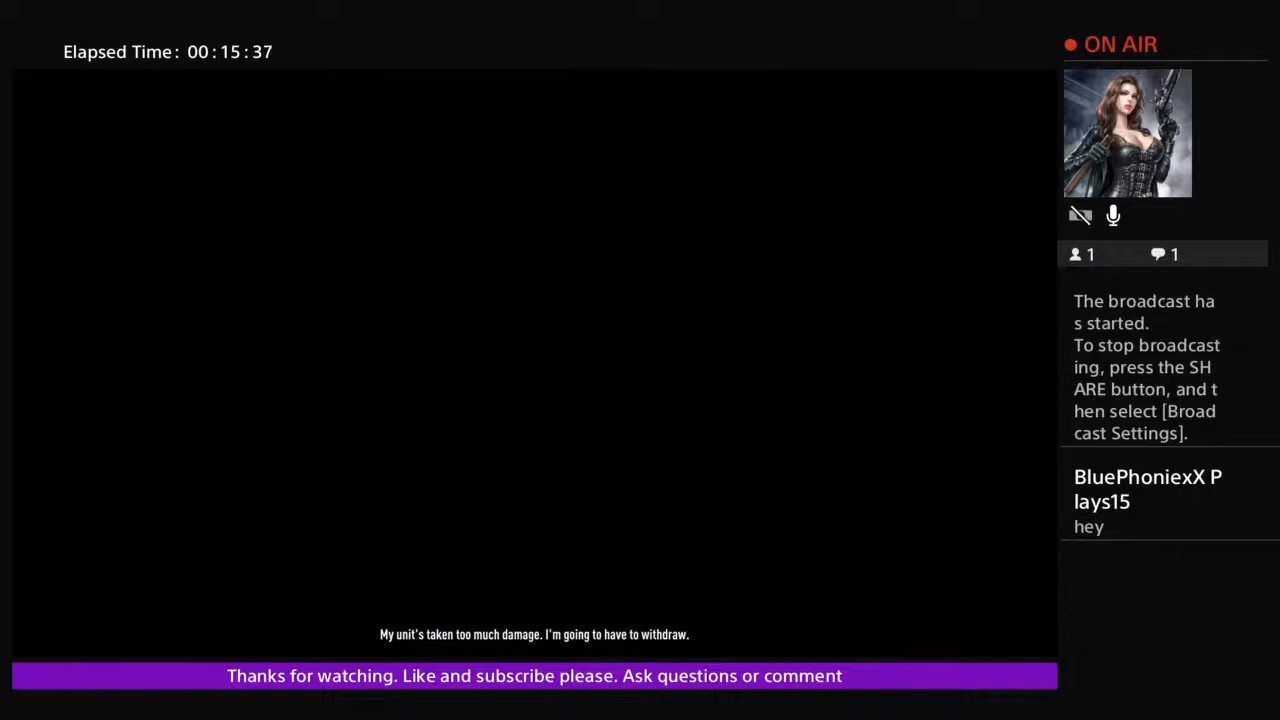 Elapsed Time: 00:15:37
ON AIR
1 1
The broadcast ha
s started.
To stop broadcast
ing, press the SH
ARE button, and t
hen select [Broad
cast Settings].
BluePhoniexX P
lays15
hey
My unit's taken too much damage. I'm going to have to withdraw.
Thanks for watching. Like and subscribe please. Ask questions or comment